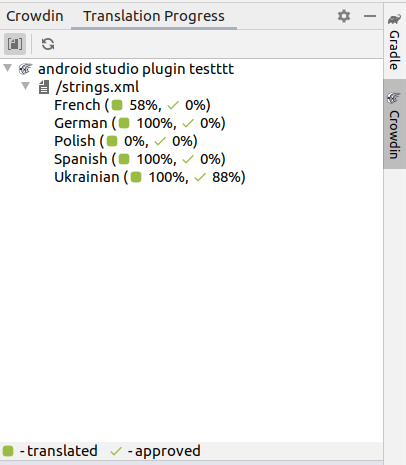 Crowdin Translation Progress
android studio plugin testttt
/strings.xml
French ( 58%, ✓ 0%)
German ( 100%, ✓ 0%)
Polish ( 0%, ✓ 0%)
Spanish ( 100%, ✓ 0%)
Ukrainian ( 100%, ✓ 88%)
- translated ✓ - approved
Gradle
Crowdin